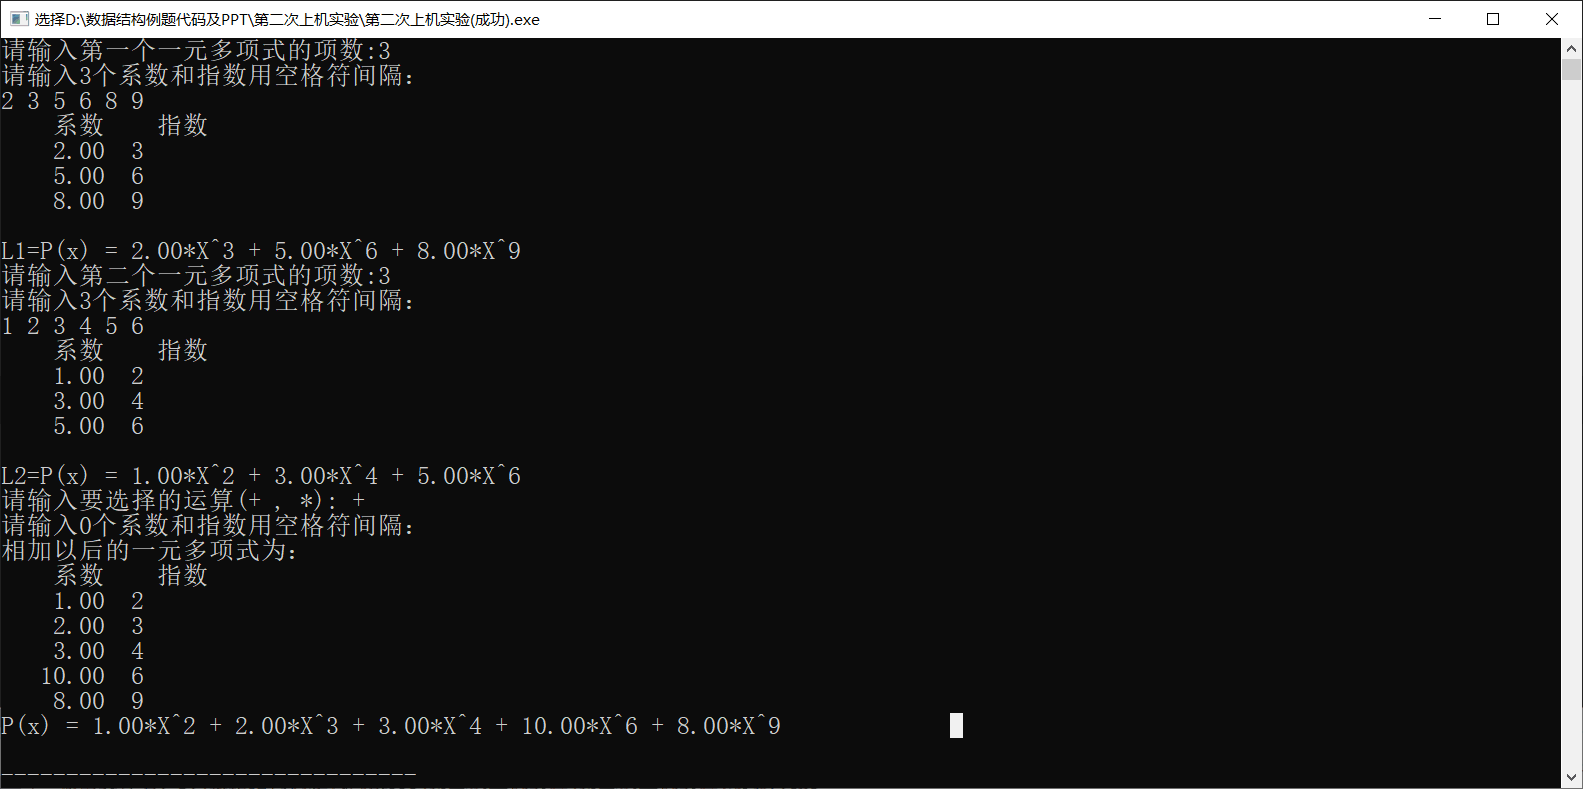 选择D:\数据结构例题代码及PPT\第二次上机实验\第二次上机实验(成功).exe
请输入第一个一元多项式的项数:3
请输入3个系数和指数用空格符间隔:
2 3 5 6 8 9
系数 指数
2.00 3
5.00 6
8.00 9
L1=P(x) = 2.00*X^3 + 5.00*X^6 + 8.00*X^9
请输入第二个一元多项式的项数:3
请输入3个系数和指数用空格符间隔:
1 2 3 4 5 6
系数 指数
1.00 2
3.00 4
5.00 6
L2=P(x) = 1.00*X^2 + 3.00*X^4 + 5.00*X^6
请输入要选择的运算(+ , *): +
请输入0个系数和指数用空格符间隔:
相加以后的一元多项式为:
系数 指数
1.00 2
2.00 3
3.00 4
10.00 6
8.00 9
P(x) = 1.00*X^2 + 2.00*X^3 + 3.00*X^4 + 10.00*X^6 + 8.00*X^9
--------------------------------